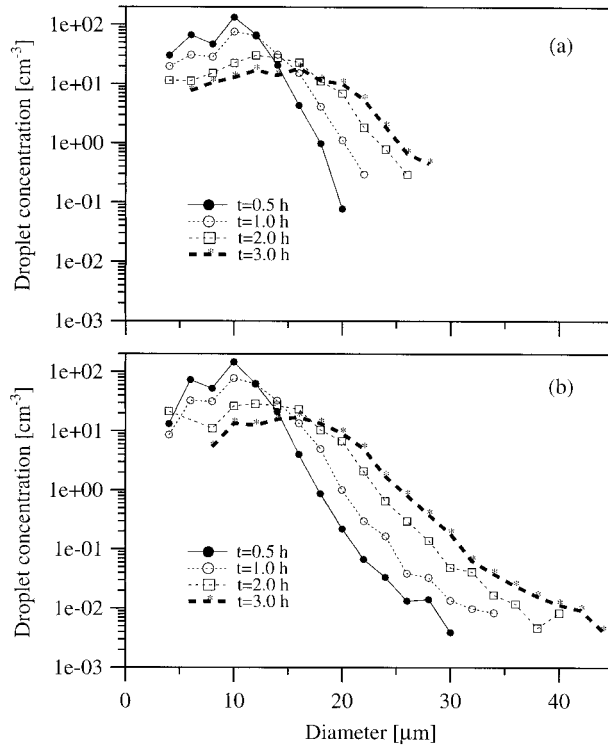 Droplet concentration [cm⁻³]
1e+02
1e+01
1e+00
1e-01
1e-02
1e-03
(a)
t=0.5 h
t=1.0 h
t=2.0 h
t=3.0 h
Droplet concentration [cm⁻³]
1e+02
1e+01
1e+00
1e-01
1e-02
1e-03
(b)
t=0.5 h
t=1.0 h
t=2.0 h
t=3.0 h
0 10 20 30 40
Diameter [μm]